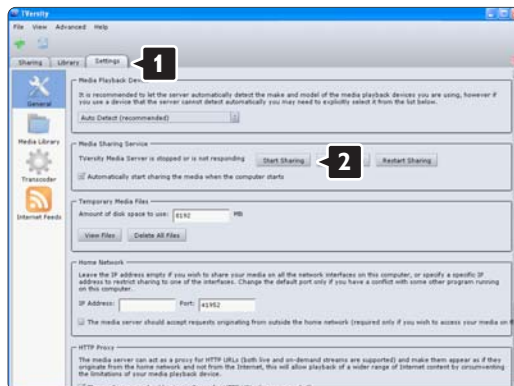 TVersity
File View Advanced Help
Sharing Library Settings
1
General
Media Library
Transcoder
Internet Feeds
Media Playback
It is recommended to let the server automatically detect the make and model of the media playback devices you are using, however if
you use a device that the server cannot detect automatically you may need to explicitly select it from the list below.
Auto Detect (recommended)
Media Sharing Service
TVersity Media Server is stopped or is not responding Start Sharing 2 Restart Sharing
Automatically start sharing the media when the computer starts
Temporary Media Files
Amount of disk space to use: 8192 MB
View Files Delete All Files
Home Network
Leave the IP address empty if you wish to share your media on all the network interfaces on this computer, or specify a specific IP
address to restrict sharing to one of the interfaces. Change the default port only if you have a conflict with some other program running
on this computer.
IP Address: Port: 41952
The media server should accept requests originating from outside the home network (required only if you wish to access your media on
HTTP Proxy
The media server can act as a proxy for HTTP URLs (both live and on-demand streams are supported) and make them appear as if they
originate from the home network and not from the Internet, this will allow playback of a wider range of Internet content by circumventing
the limitations of your media playback device.